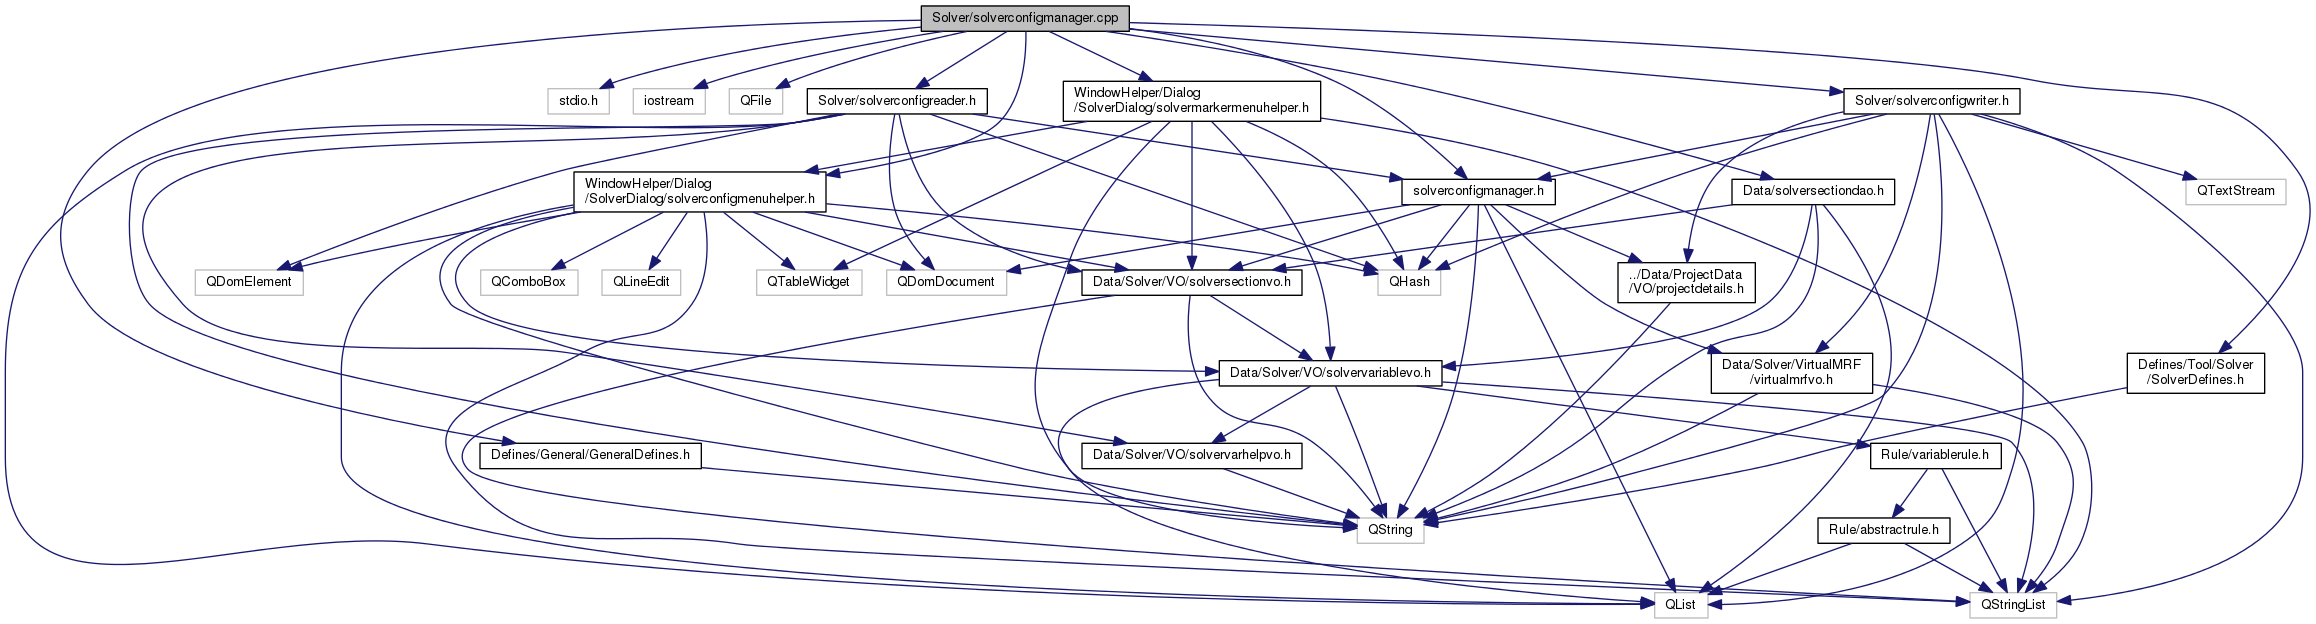 Solver/solverconfigmanager.cpp
stdio.h
iostream
QFile
Solver/solverconfigreader.h
WindowHelper/Dialog
/SolverDialog/solvermarkermenuhelper.h
Solver/solverconfigwriter.h
WindowHelper/Dialog
/SolverDialog/solverconfigmenuhelper.h
solverconfigmanager.h
Data/solversectiondao.h
QTextStream
QDomElement
QComboBox
QLineEdit
QTableWidget
QDomDocument
Data/Solver/VO/solversectionvo.h
QHash
../Data/ProjectData
/VO/projectdetails.h
Data/Solver/VO/solvervariablevo.h
Data/Solver/VirtualMRF
/virtualmrfvo.h
Defines/Tool/Solver
/SolverDefines.h
Defines/General/GeneralDefines.h
Data/Solver/VO/solvervarhelpvo.h
Rule/variablerule.h
QString
Rule/abstractrule.h
QList
QStringList